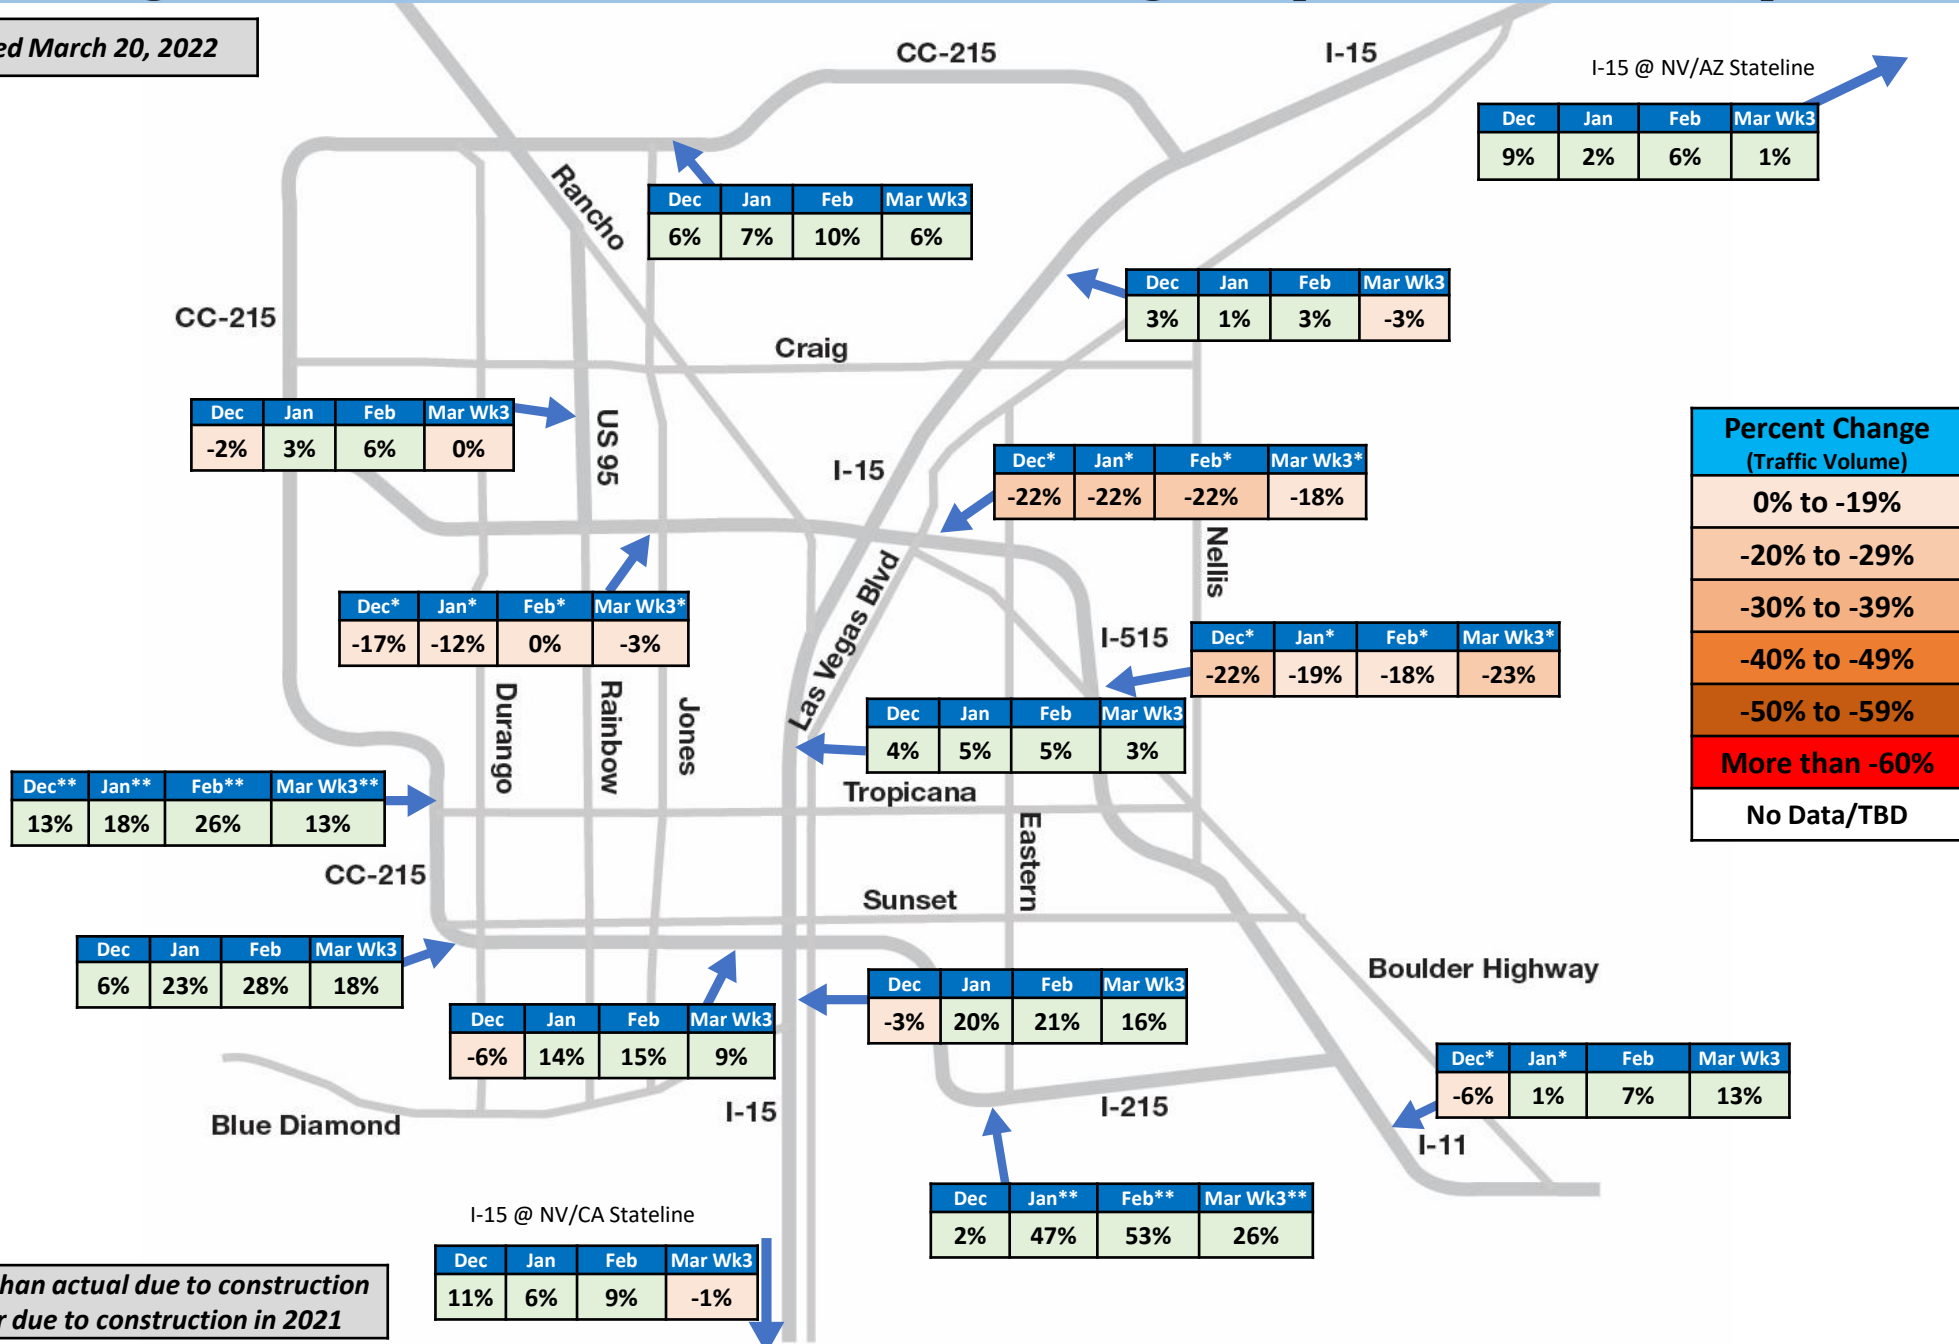 ed March 20, 2022
CC-215
I-15
I-15 @ NV/AZ Stateline
Dec Jan Feb Mar Wk3
9% 2% 6% 1%
Rancho
Dec Jan Feb Mar Wk3
6% 7% 10% 6%
Dec Jan Feb Mar Wk3
3% 1% 3% -3%
CC-215
Craig
Dec Jan Feb Mar Wk3
-2% 3% 6% 0%
US 95
I-15
Dec* Jan* Feb* Mar Wk3*
-22% -22% -22% -18%
Nellis
Percent Change
(Traffic Volume)
0% to -19%
-20% to -29%
-30% to -39%
-40% to -49%
-50% to -59%
More than -60%
No Data/TBD
Dec* Jan* Feb* Mar Wk3*
-17% -12% 0% -3%
Las Vegas Blvd
I-515
Dec* Jan* Feb* Mar Wk3*
-22% -19% -18% -23%
Durango
Rainbow
Jones
Dec Jan Feb Mar Wk3
4% 5% 5% 3%
Dec** Jan** Feb** Mar Wk3**
13% 18% 26% 13%
Tropicana
Eastern
CC-215
Sunset
Dec Jan Feb Mar Wk3
6% 23% 28% 18%
Boulder Highway
Dec Jan Feb Mar Wk3
-6% 14% 15% 9%
Dec Jan Feb Mar Wk3
-3% 20% 21% 16%
Dec* Jan* Feb Mar Wk3
-6% 1% 7% 13%
Blue Diamond
I-15
I-215
I-11
Dec Jan** Feb** Mar Wk3**
2% 47% 53% 26%
I-15 @ NV/CA Stateline
Dec Jan Feb Mar Wk3
11% 6% 9% -1%
han actual due to construction
r due to construction in 2021